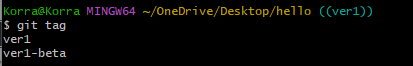 Korra@Korra MINGW64 ~/OneDrive/Desktop/hello ((ver1))
$ git tag
ver1
ver1-beta